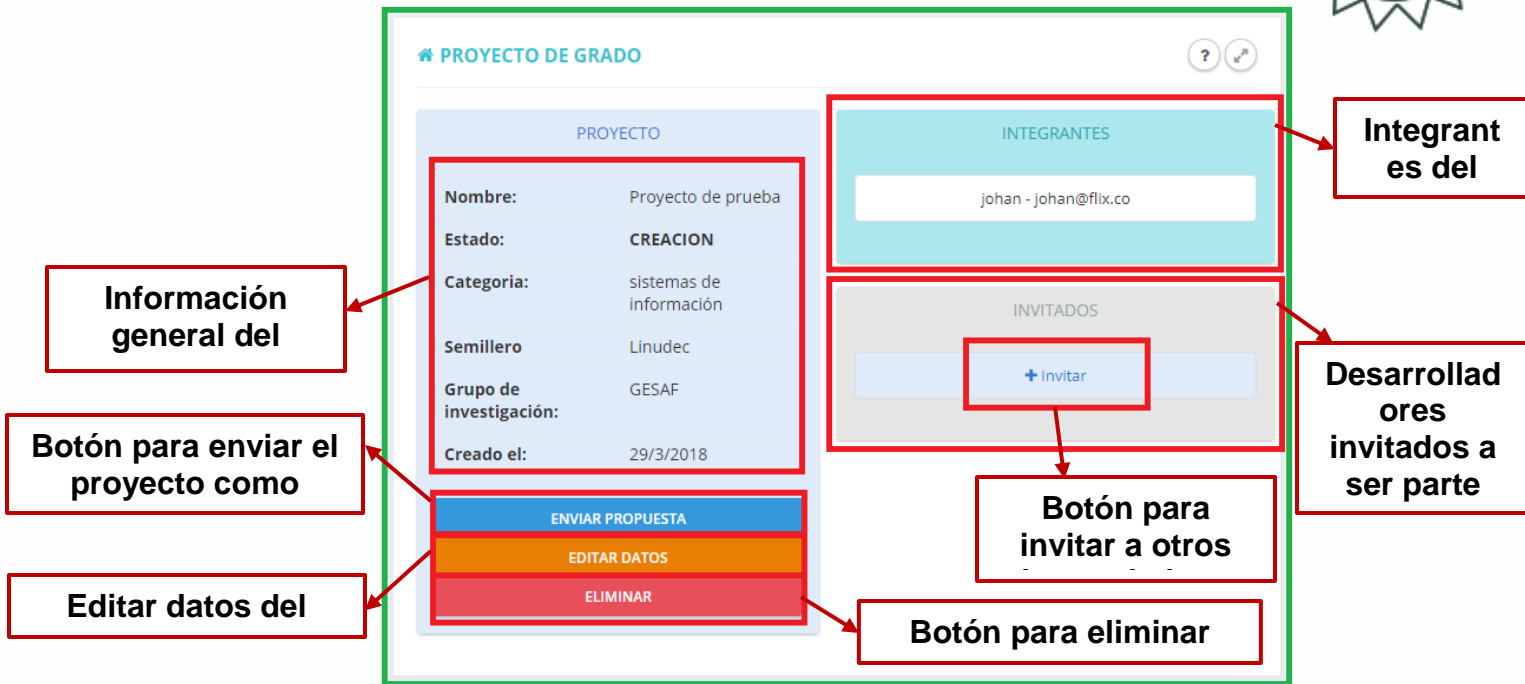 PROYECTO DE GRADO
?
PROYECTO
Nombre: Proyecto de prueba
Estado: CREACION
Categoria: sistemas de
información
Semillero Linudec
Grupo de GESAF
investigación:
Creado el: 29/3/2018
ENVIAR PROPUESTA
EDITAR DATOS
ELIMINAR
INTEGRANTES
johan - johan@flix.co
INVITADOS
+ Invitar
Información
general del
Botón para enviar el
proyecto como
Editar datos del
Integrant
es del
Desarrollad
ores
invitados a
ser parte
Botón para
invitar a otros
Botón para eliminar